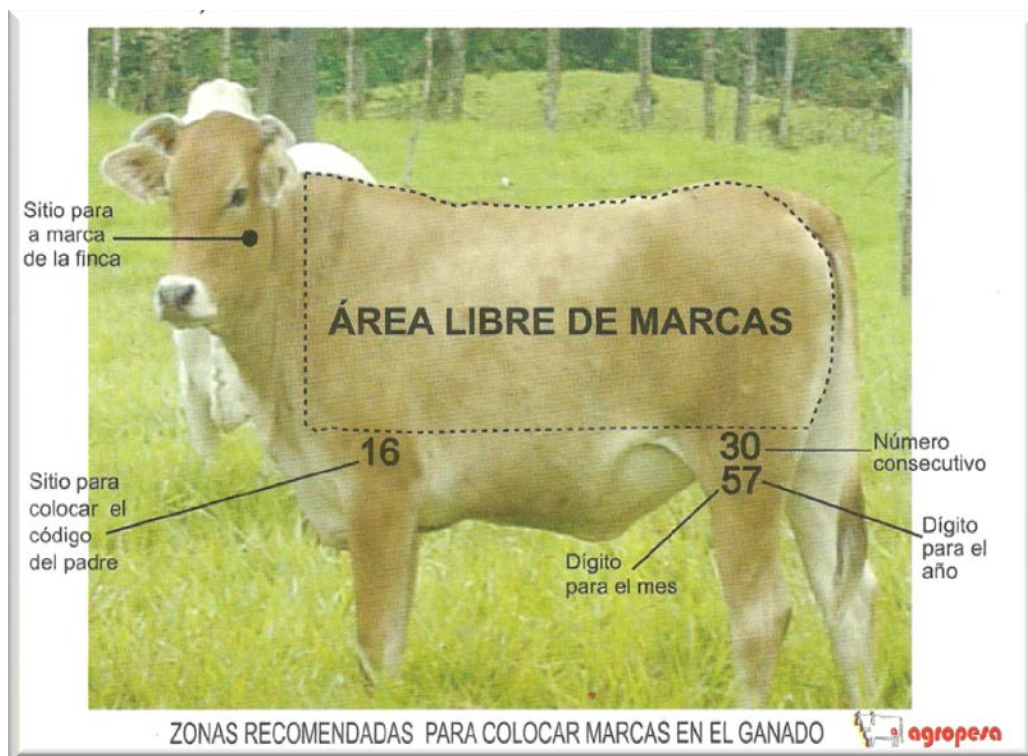 Sitio para
a marca
de la finca
ÁREA LIBRE DE MARCAS
16
30
57
Número
consecutivo
Sitio para
colocar el
código
del padre
Dígito
para el mes
Dígito
para el
año
ZONAS RECOMENDADAS PARA COLOCAR MARCAS EN EL GANADO
agropesa